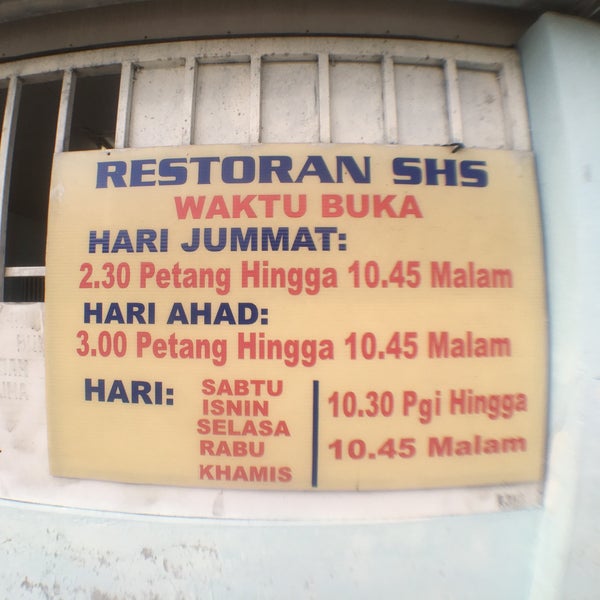 RESTORAN SHS
WAKTU BUKA
HARI JUMMAT:
2.30 Petang Hingga 10.45 Malam
HARI AHAD:
3.00 Petang Hingga 10.45 Malam
HARI:
SABTU
ISNIN
SELASA
RABU
KHAMIS
10.30 Pgi Hingga
10.45 Malam